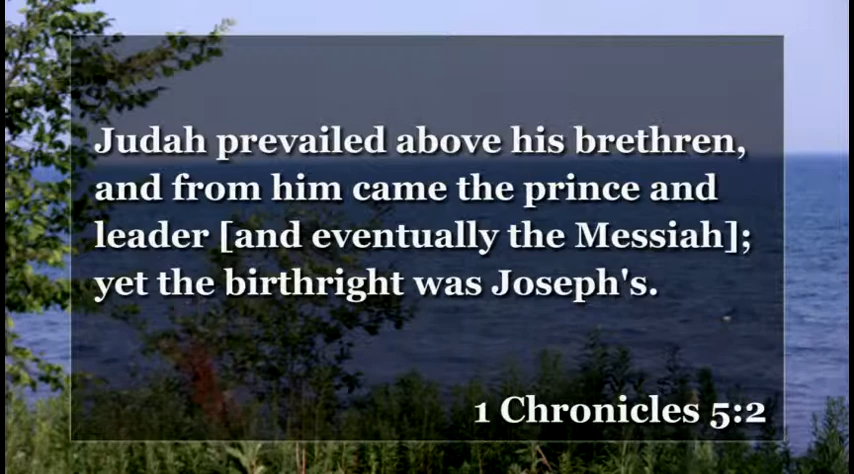 Judah prevailed above his brethren,
and from him came the prince and
leader [and eventually the Messiah];
yet the birthright was Joseph's.
1 Chronicles 5:2